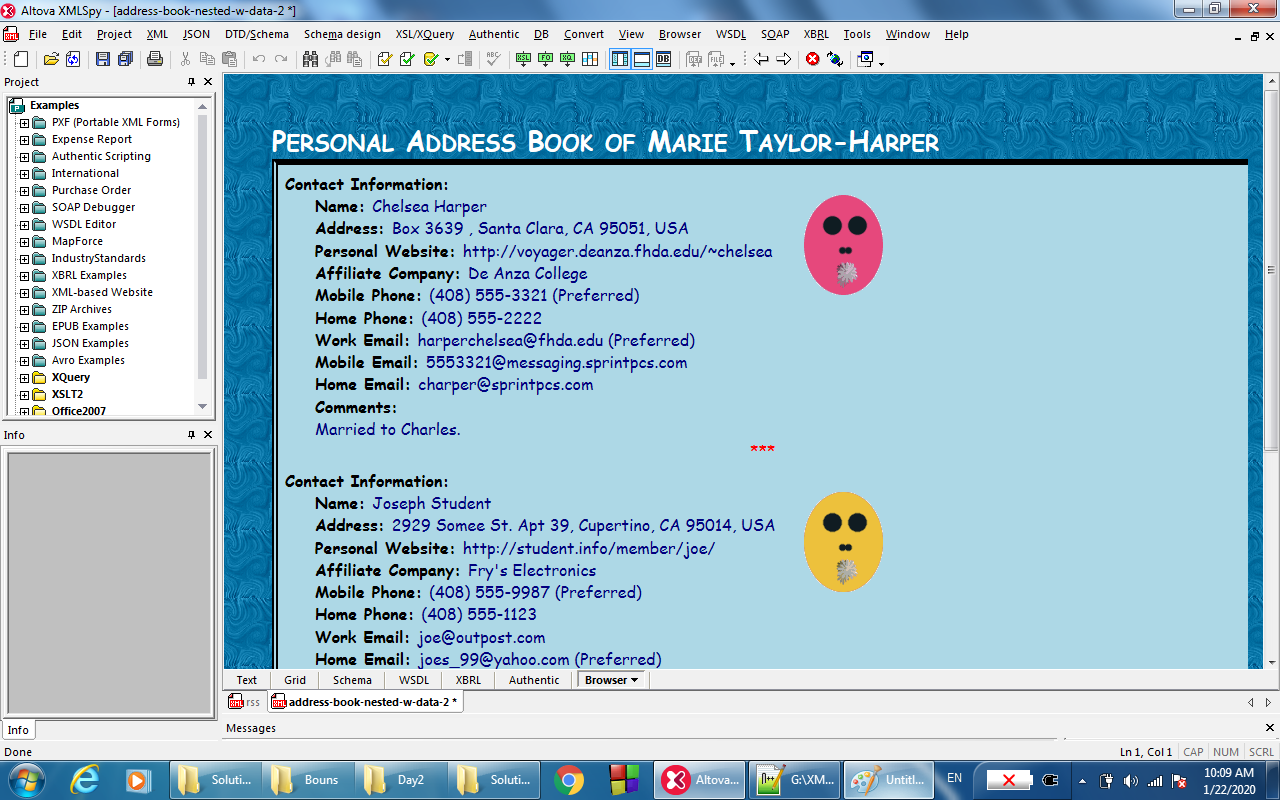 Altova XMLSpy - [address-book-nested-w-data-2 *]
File Edit Project XML JSON DTD/Schema Schema design XSL/XQuery Authentic DB Convert View Browser WSDL SOAP XBRL Tools Window Help
Project
Examples
PXF (Portable XML Forms)
Expense Report
Authentic Scripting
International
Purchase Order
SOAP Debugger
WSDL Editor
MapForce
IndustryStandards
XBRL Examples
XML-based Website
ZIP Archives
EPUB Examples
JSON Examples
Avro Examples
XQuery
XSLT2
Office2007
Info
Info
Personal Address Book of Marie Taylor-Harper
Contact Information:
Name: Chelsea Harper
Address: Box 3639 , Santa Clara, CA 95051, USA
Personal Website: http://voyager.deanza.fhda.edu/~chelsea
Affiliate Company: De Anza College
Mobile Phone: (408) 555-3321 (Preferred)
Home Phone: (408) 555-2222
Work Email: harperchelsea@fhda.edu (Preferred)
Mobile Email: 5553321@messaging.sprintpcs.com
Home Email: charper@sprintpcs.com
Comments:
Married to Charles.
***
Contact Information:
Name: Joseph Student
Address: 2929 Somee St. Apt 39, Cupertino, CA 95014, USA
Personal Website: http://student.info/member/joe/
Affiliate Company: Fry's Electronics
Mobile Phone: (408) 555-9987 (Preferred)
Home Phone: (408) 555-1123
Work Email: joe@outpost.com
Home Email: joes_99@yahoo.com (Preferred)
Text Grid Schema WSDL XBRL Authentic Browser
rss address-book-nested-w-data-2 *
Messages
Done Ln 1, Col 1 CAP NUM SCRL
Soluti... Bouns Day2 Soluti... Altova... G:\XM... Untitl... EN
10:09 AM
1/22/2020